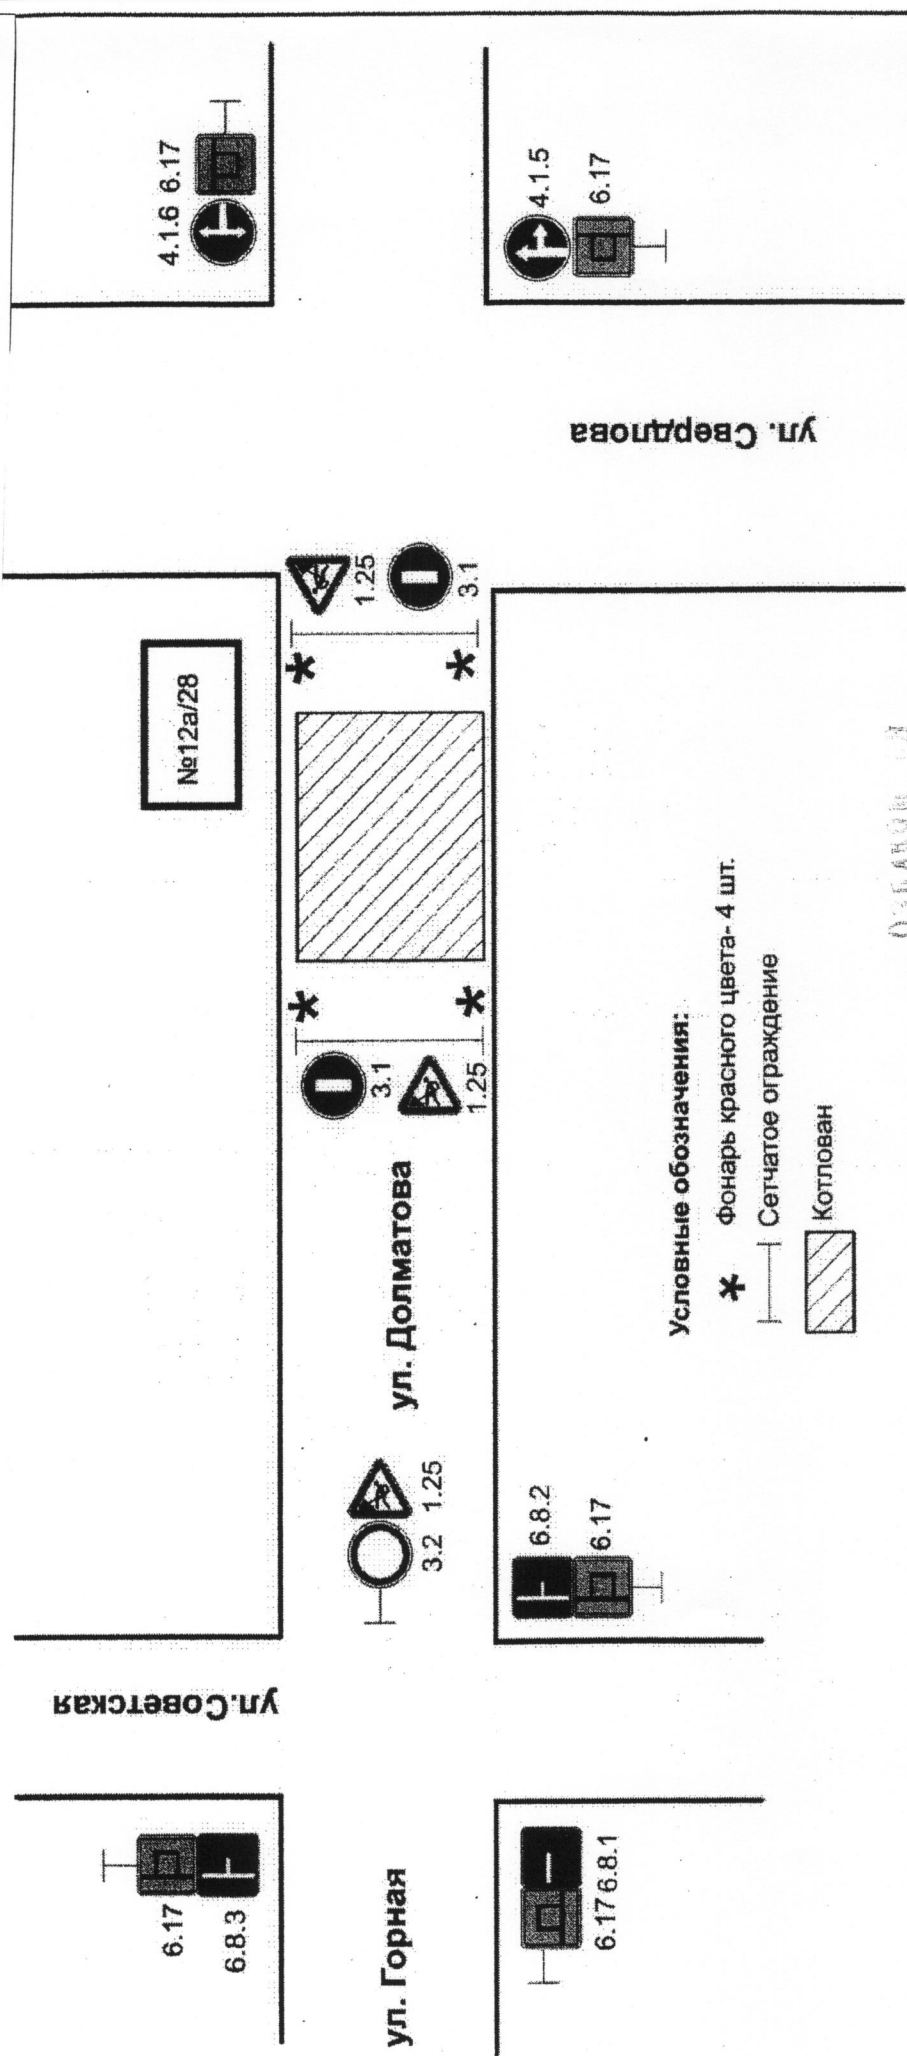 6.17
6.8.3
ул.Советская
ул. Горная
6.17 6.8.1
3.2 1.25
6.8.2
6.17
ул. Долматова
3.1
1.25
№12а/28
1.25
3.1
4.1.6 6.17
4.1.5
6.17
ул. Свердлова
Условные обозначения:
Фонарь красного цвета- 4 шт.
Сетчатое ограждение
Котлован